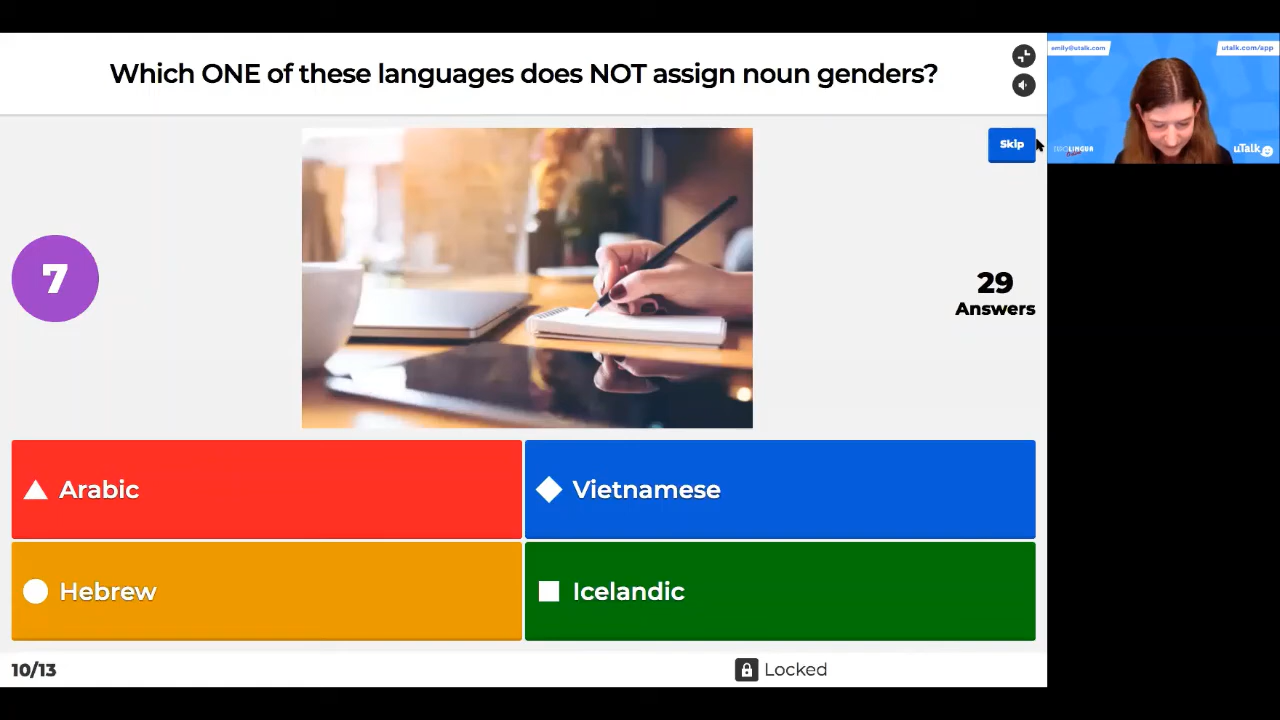 Which ONE of these languages does NOT assign noun genders?
emily@utalk.com
utalk.com/app
Skip
uTalk
7
29
Answers
Arabic
Vietnamese
Hebrew
Icelandic
10/13
Locked